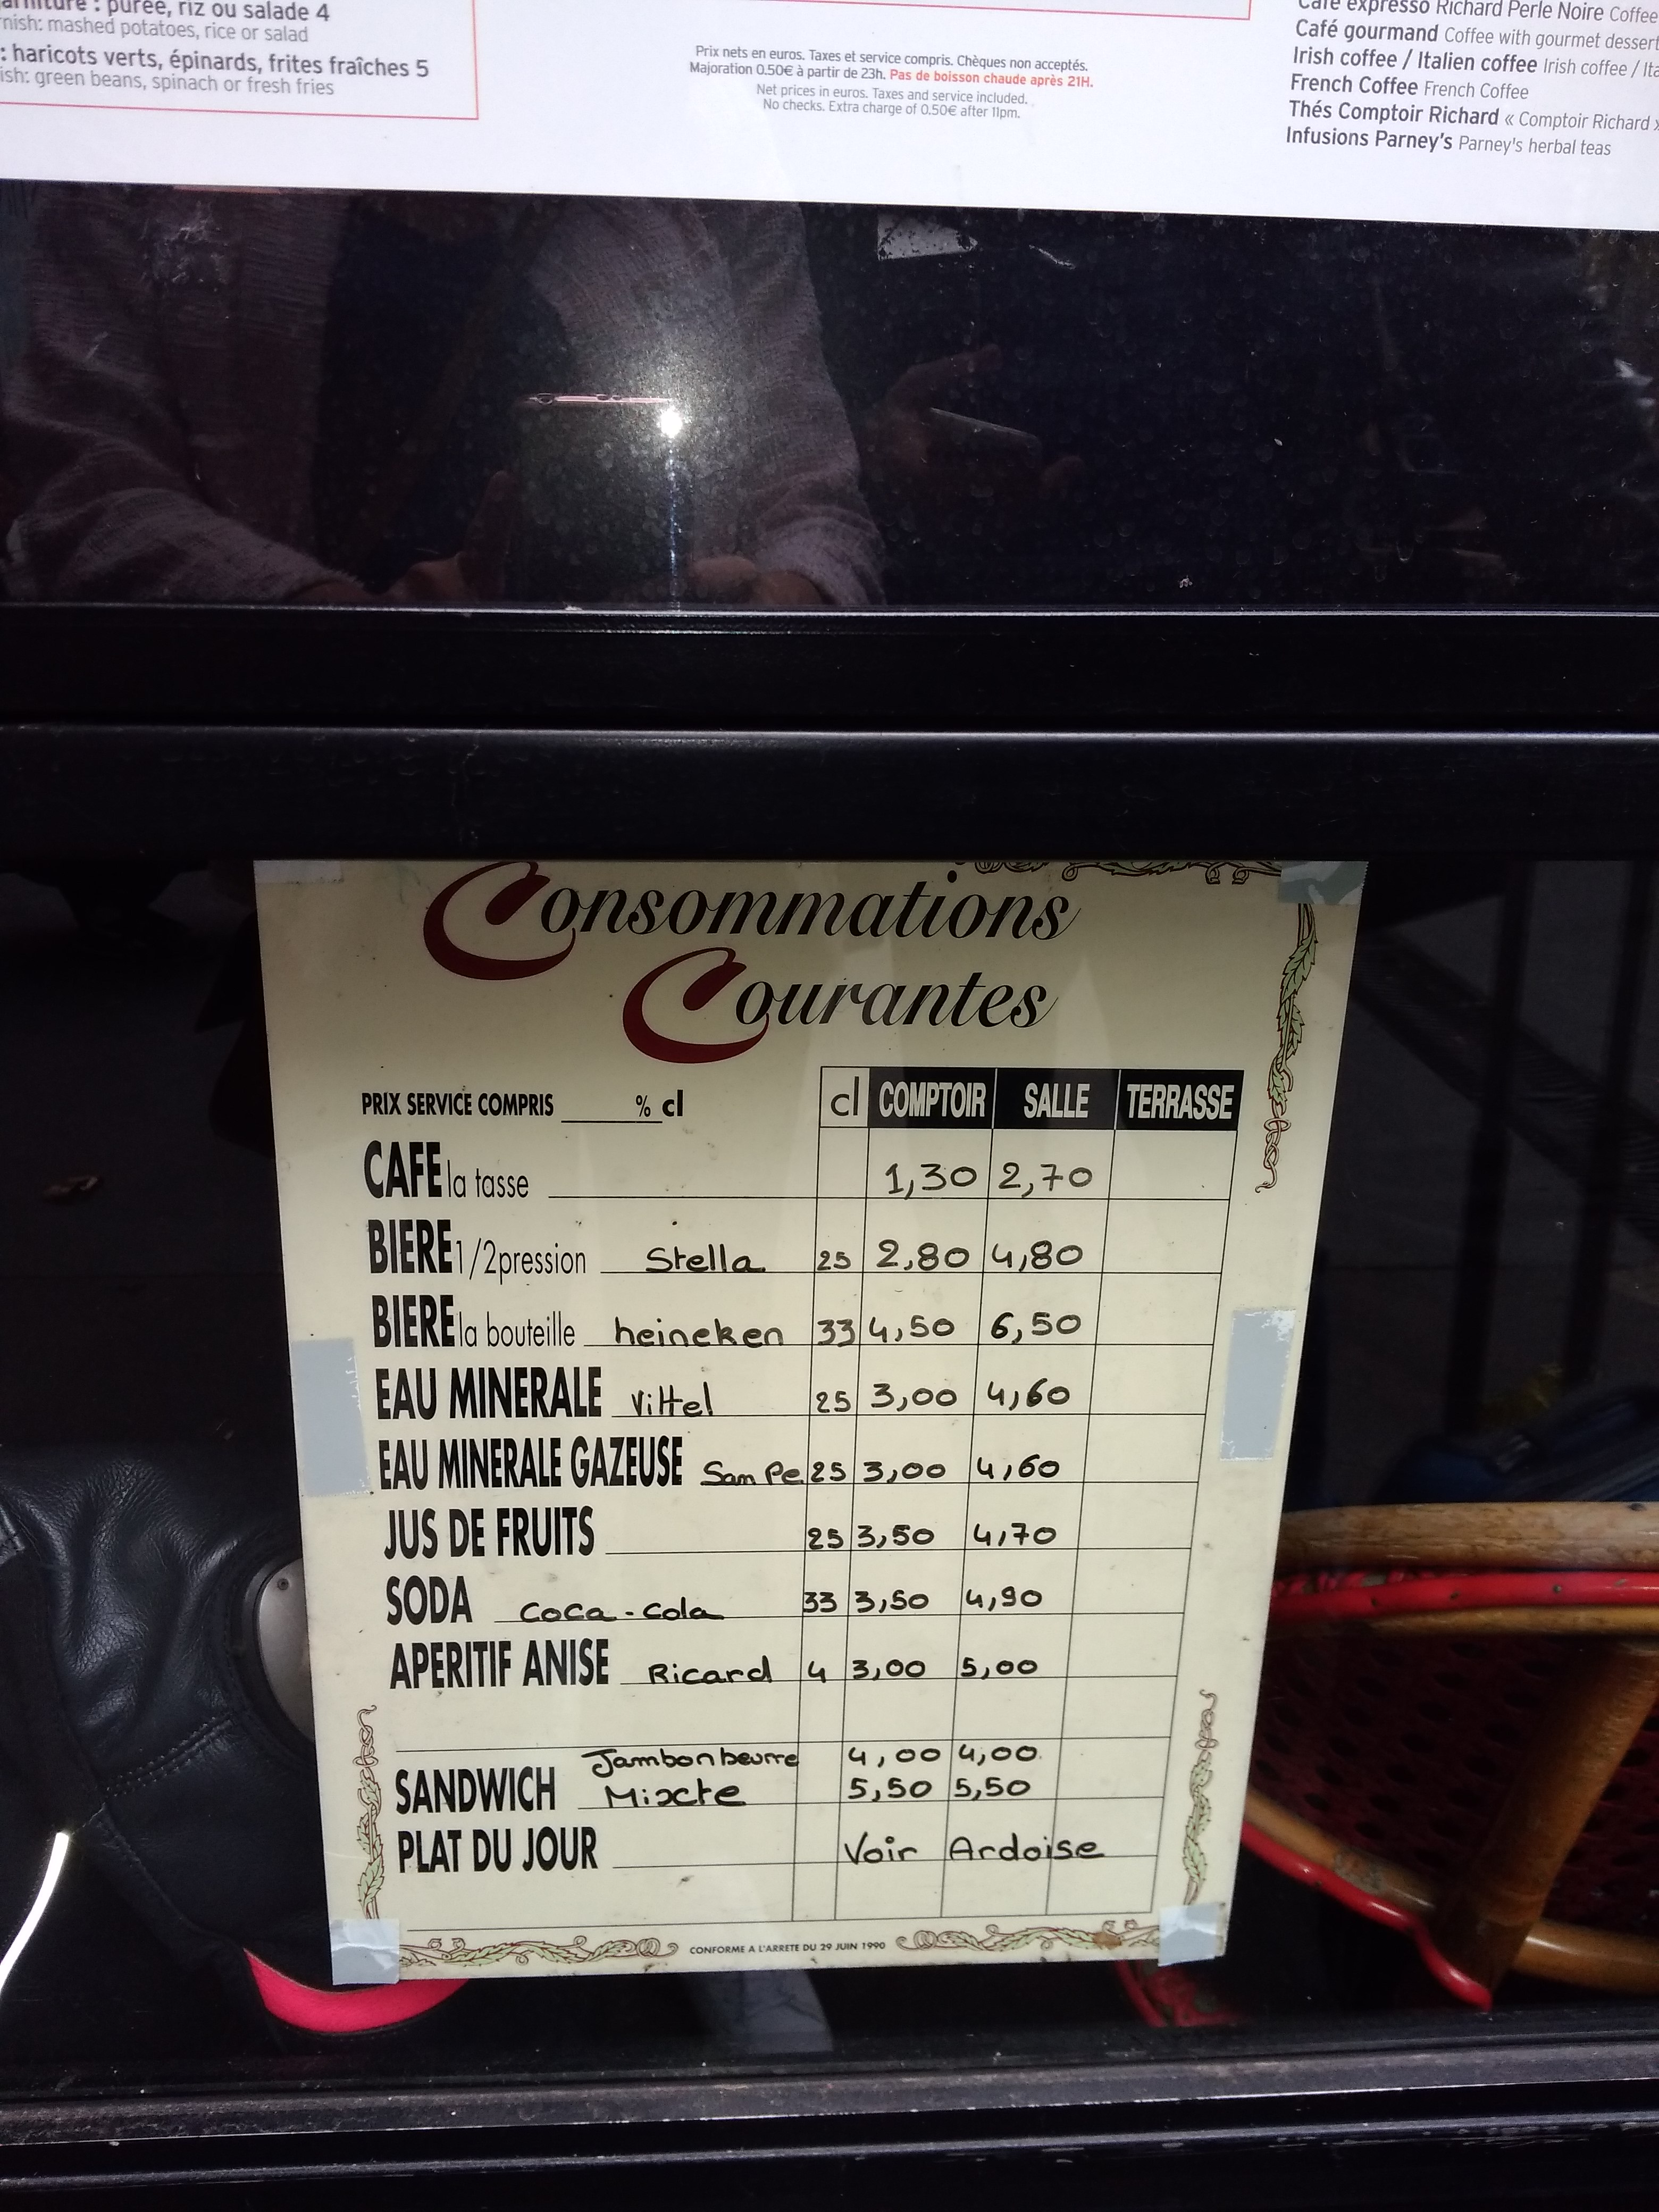 : purée, riz ou salade 4
nish: mashed potatoes, rice or salad
: haricots verts, épinards, frites fraîches 5
ish: green beans, spinach or fresh fries
Prix nets en euros. Taxes et service compris. Chèques non acceptés.
Majoration 0.50€ à partir de 23h. Pas de boisson chaude après 21H.
Net prices in euros. Taxes and service included.
No checks. Extra charge of 0.50€ after 11pm.
Café expresso Richard Perle Noire Coffee
Café gourmand Coffee with gourmet dessert
Irish coffee / Italien coffee Irish coffee / Ita
French Coffee French Coffee
Thés Comptoir Richard « Comptoir Richard »
Infusions Parney's Parney's herbal teas
Consommations
Courantes
PRIX SERVICE COMPRIS % cl cl COMPTOIR SALLE TERRASSE
CAFE la tasse 1,30 2,70
BIERE 1/2 pression Stella 25 2,80 4,80
BIERE la bouteille heineken 33 4,50 6,50
EAU MINERALE Vittel 25 3,00 4,60
EAU MINERALE GAZEUSE San Pe 25 3,00 4,60
JUS DE FRUITS 25 3,50 4,70
SODA Coca-Cola 33 3,50 4,90
APERITIF ANISE Ricard 4 3,00 5,00
Jambon beurre 4,00 4,00
SANDWICH Mixte 5,50 5,50
PLAT DU JOUR Voir Ardoise
CONFORME A L'ARRETE DU 29 JUIN 1990